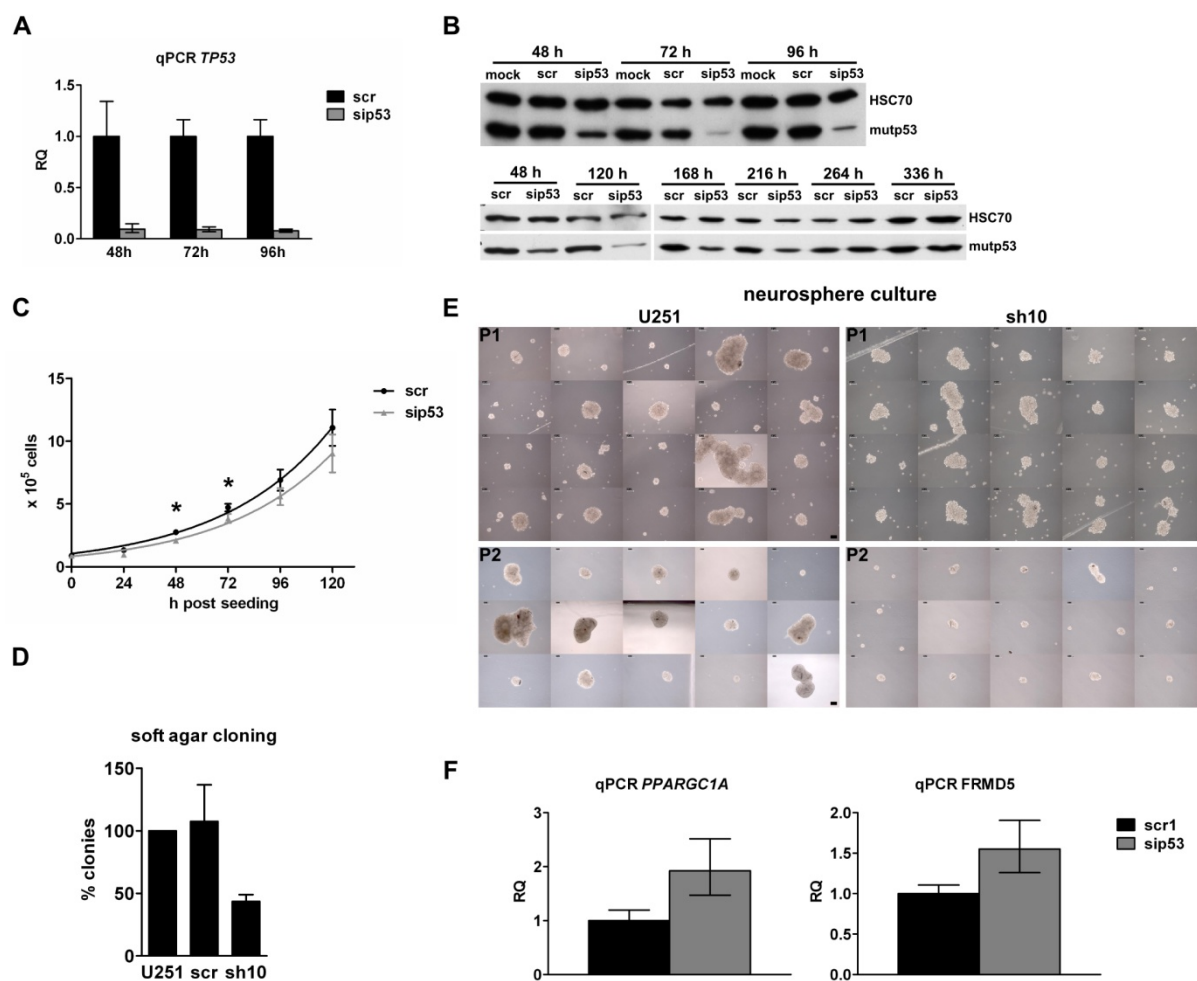 A
qPCR TP53
1.5
1.0
0.5
0.0
RQ
48h 72h 96h
scr
sip53
B
48 h 72 h 96 h
mock scr sip53 mock scr sip53 mock scr sip53
HSC70
mutp53
48 h 120 h 168 h 216 h 264 h 336 h
scr sip53 scr sip53 scr sip53 scr sip53 scr sip53 scr sip53
HSC70
mutp53
C
15
10
5
0
x 10⁵ cells
* *
0 24 48 72 96 120
h post seeding
scr
sip53
D
soft agar cloning
150
100
50
0
% clonies
U251 scr sh10
E
neurosphere culture
U251 sh10
P1 P1
P2 P2
F
qPCR PPARGC1A
3
2
1
0
RQ
qPCR FRMD5
2.0
1.5
1.0
0.5
0.0
RQ
scr1
sip53